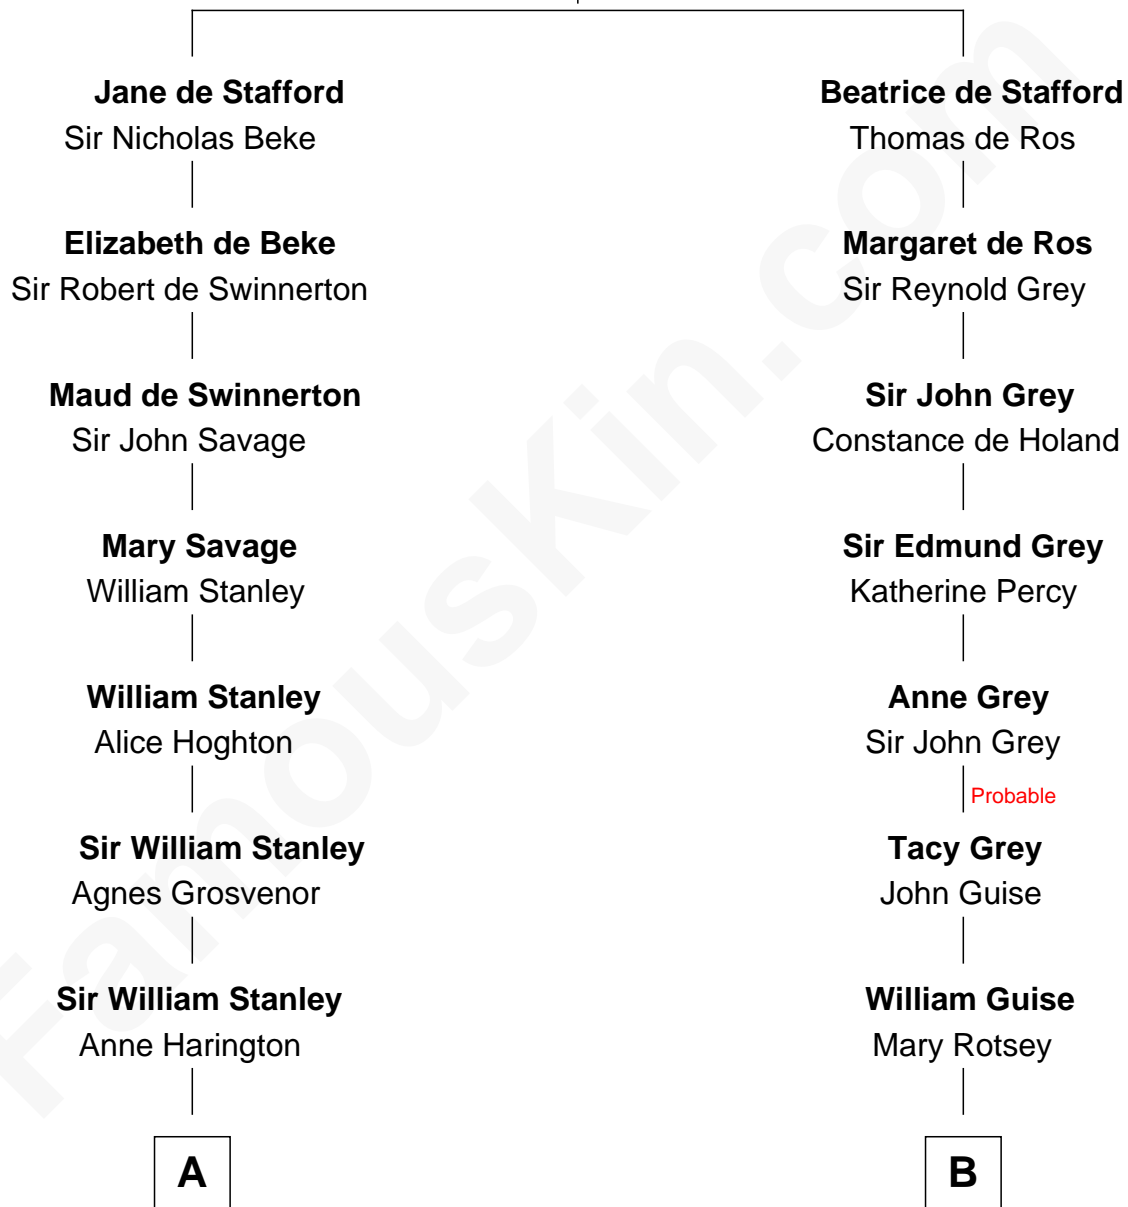 Jane de Stafford
Sir Nicholas Beke
Elizabeth de Beke
Sir Robert de Swinnerton
Maud de Swinnerton
Sir John Savage
Mary Savage
William Stanley
William Stanley
Alice Hoghton
Sir William Stanley
Agnes Grosvenor
Sir William Stanley
Anne Harington
A
Beatrice de Stafford
Thomas de Ros
Margaret de Ros
Sir Reynold Grey
Sir John Grey
Constance de Holand
Sir Edmund Grey
Katherine Percy
Anne Grey
Sir John Grey
Probable
Tacy Grey
John Guise
William Guise
Mary Rotsey
B
FamousKin.com